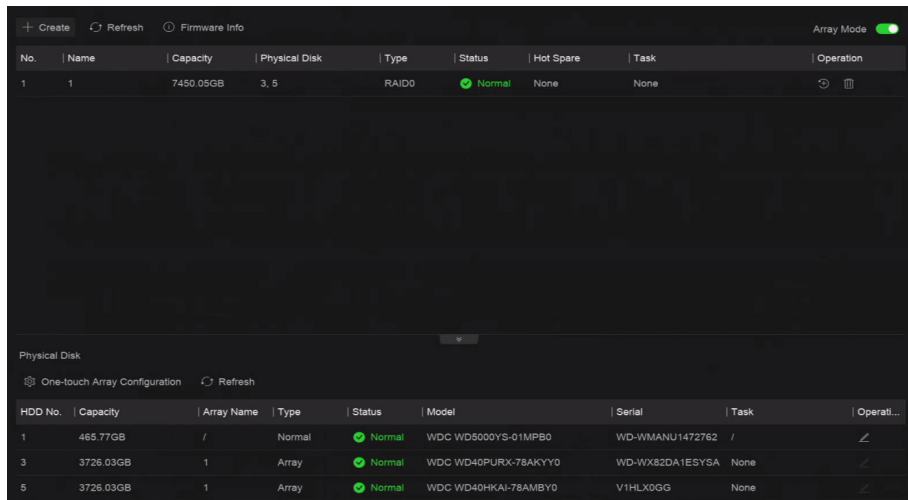 Create Refresh Firmware Info Array Mode
No. Name Capacity Physical Disk Type Status Hot Spare Task Operation
1 1 7450.05GB 3, 5 RAID0 Normal None None
Physical Disk
One-touch Array Configuration Refresh
HDD No. Capacity Array Name Type Status Model Serial Task Operati...
1 465.77GB / Normal Normal WDC WD5000YS-01MPB0 WD-WMANU1472762 /
3 3726.03GB 1 Array Normal WDC WD40PURX-78AKYY0 WD-WX82DA1ESYSA None
5 3726.03GB 1 Array Normal WDC WD40HKAI-78AMBY0 V1HLX0GG None